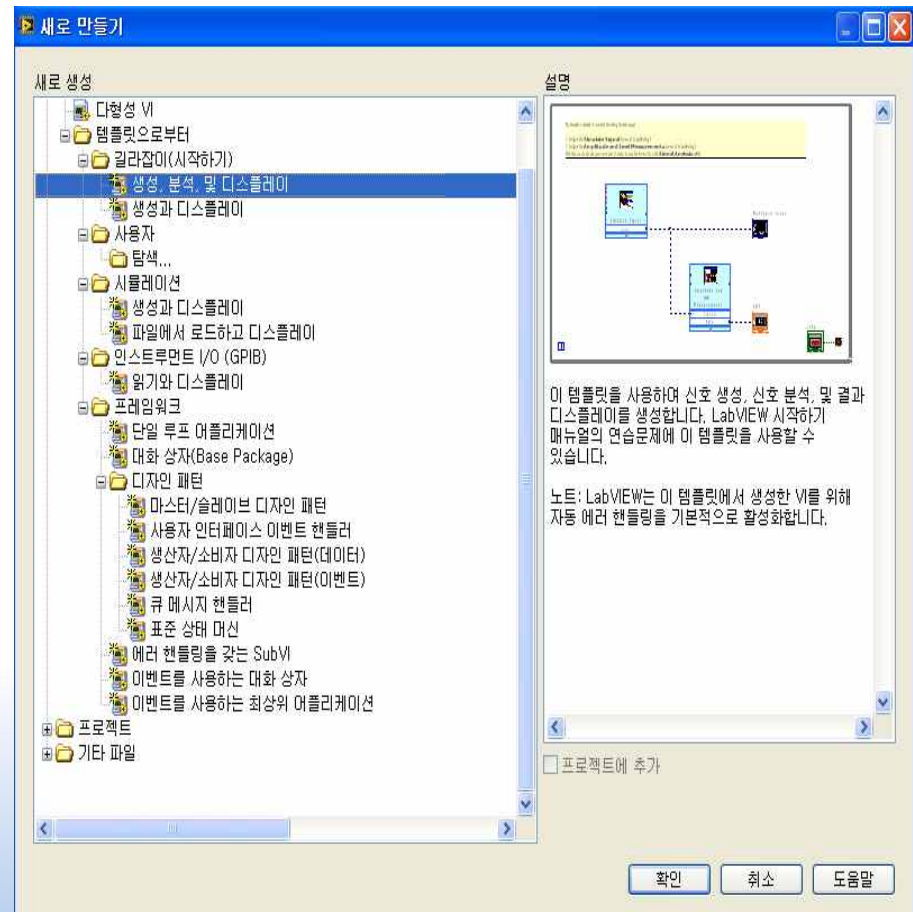 새로 만들기
새로 생성
다형성 VI
템플릿으로부터
길라잡이(시작하기)
생성, 분석, 및 디스플레이
생성과 디스플레이
사용자
탐색...
시뮬레이션
생성과 디스플레이
파일에서 로드하고 디스플레이
인스트루먼트 I/O (GPIB)
읽기와 디스플레이
프레임워크
단일 루프 어플리케이션
대화 상자(Base Package)
디자인 패턴
마스터/슬레이브 디자인 패턴
사용자 인터페이스 이벤트 핸들러
생산자/소비자 디자인 패턴(데이터)
생산자/소비자 디자인 패턴(이벤트)
큐 메시지 핸들러
표준 상태 머신
에러 핸들링을 갖는 SubVI
이벤트를 사용하는 대화 상자
이벤트를 사용하는 최상위 어플리케이션
프로젝트
기타 파일
설명
이 템플릿을 사용하여 신호 생성, 신호 분석, 및 결과
디스플레이를 생성합니다. LabVIEW 시작하기
매뉴얼의 연습문제에 이 템플릿을 사용할 수
있습니다.
노트: LabVIEW는 이 템플릿에서 생성한 VI를 위해
자동 에러 핸들링을 기본적으로 활성화합니다.
프로젝트에 추가
확인
취소
도움말